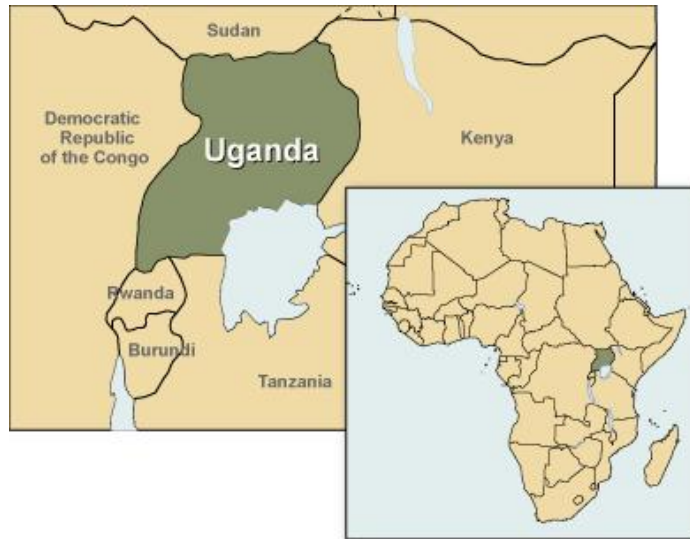 Sudan
Democratic
Republic
of the Congo
Uganda
Kenya
Rwanda
Burundi
Tanzania